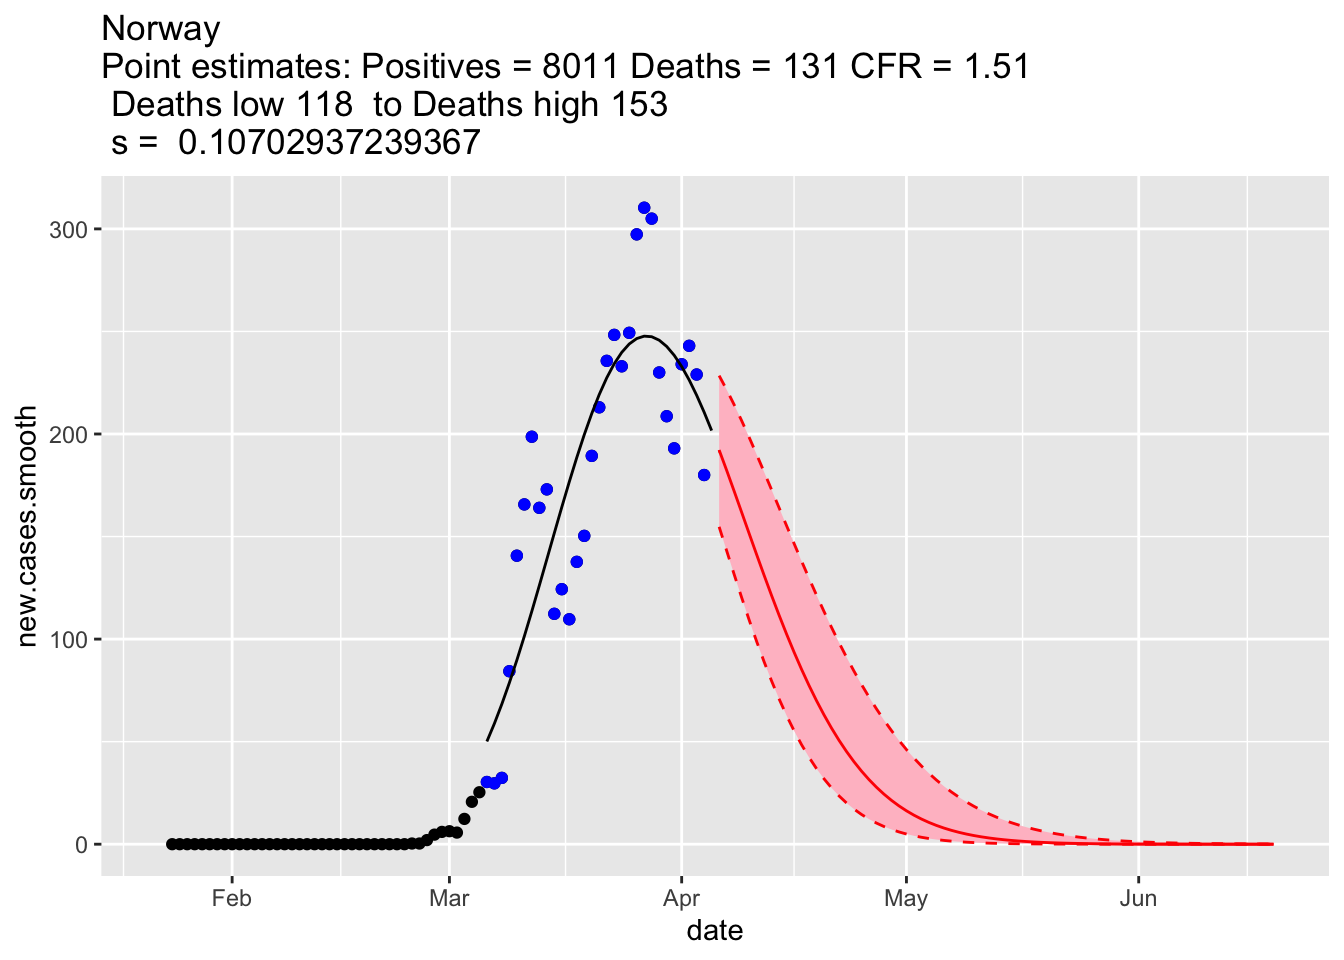 Norway
Point estimates: Positives = 8011 Deaths = 131 CFR = 1.51
Deaths low 118  to Deaths high 153
s =  0.10702937239367
300
200
100
0
new.cases.smooth
Feb
Mar
Apr
May
Jun
date